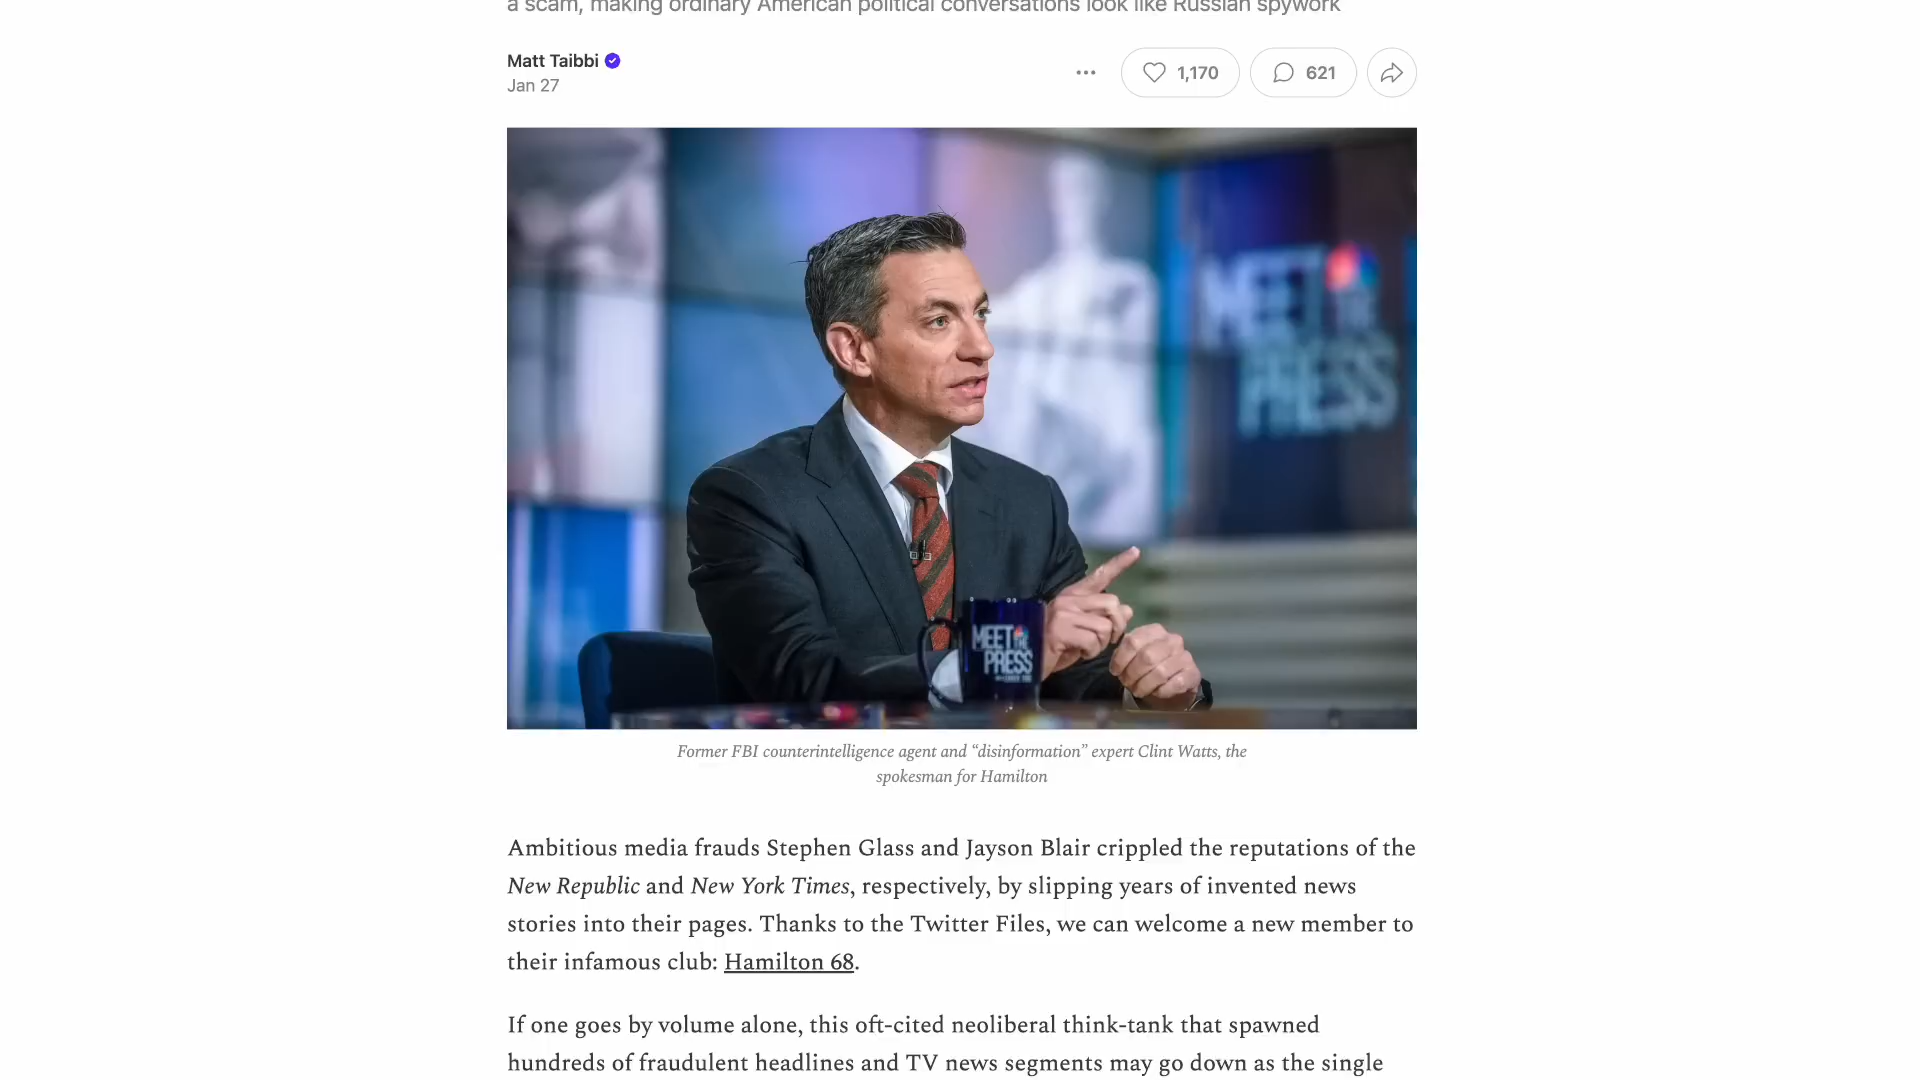 a scam, making ordinary American political conversations look like Russian spywork
Matt Taibbi
Jan 27
1,170
621
MEET THE PRESS
MEET THE PRESS
Former FBI counterintelligence agent and “disinformation” expert Clint Watts, the
spokesman for Hamilton
Ambitious media frauds Stephen Glass and Jayson Blair crippled the reputations of the
New Republic and New York Times, respectively, by slipping years of invented news
stories into their pages. Thanks to the Twitter Files, we can welcome a new member to
their infamous club: Hamilton 68.
If one goes by volume alone, this oft-cited neoliberal think-tank that spawned
hundreds of fraudulent headlines and TV news segments may go down as the single